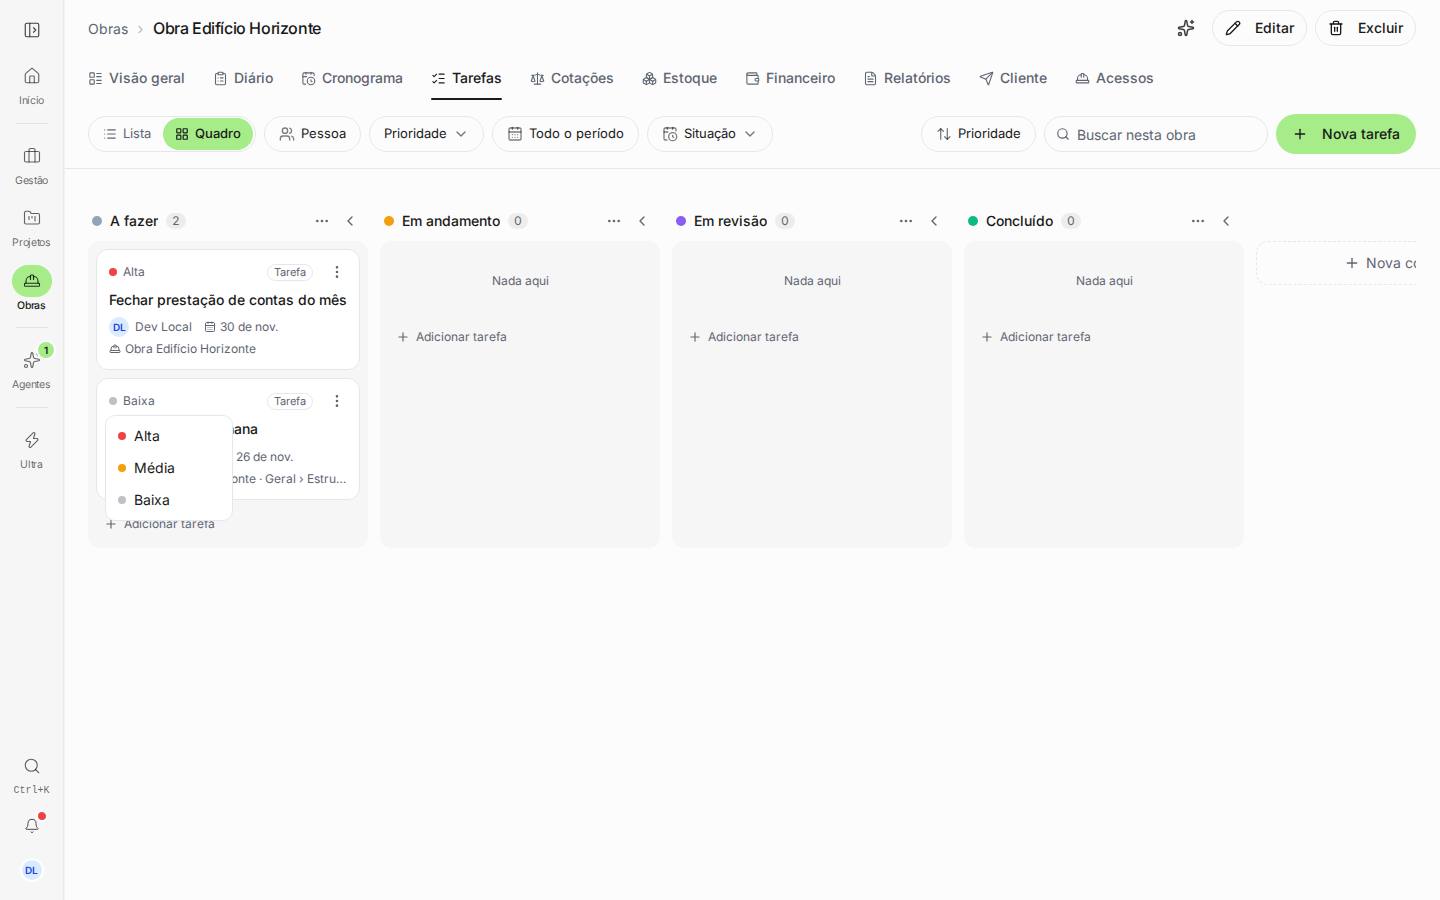 Obras
Obra Edifício Horizonte
Editar
Excluir
Início
Gestão
Projetos
Obras
1
Agentes
Ultra
Ctrl+K
DL
Visão geral
Diário
Cronograma
Tarefas
Cotações
Estoque
Financeiro
Relatórios
Cliente
Acessos
Lista
Quadro
Pessoa
Prioridade
Todo o período
Situação
Prioridade
Buscar nesta obra
Nova tarefa
A fazer 2
Alta
Tarefa
Fechar prestação de contas do mês
DL Dev Local 30 de nov.
Obra Edifício Horizonte
Baixa
Tarefa
26 de nov.
· Geral › Estru...
Alta
Média
Baixa
Adicionar tarefa
Em andamento 0
Nada aqui
Adicionar tarefa
Em revisão 0
Nada aqui
Adicionar tarefa
Concluído 0
Nada aqui
Adicionar tarefa
Nova